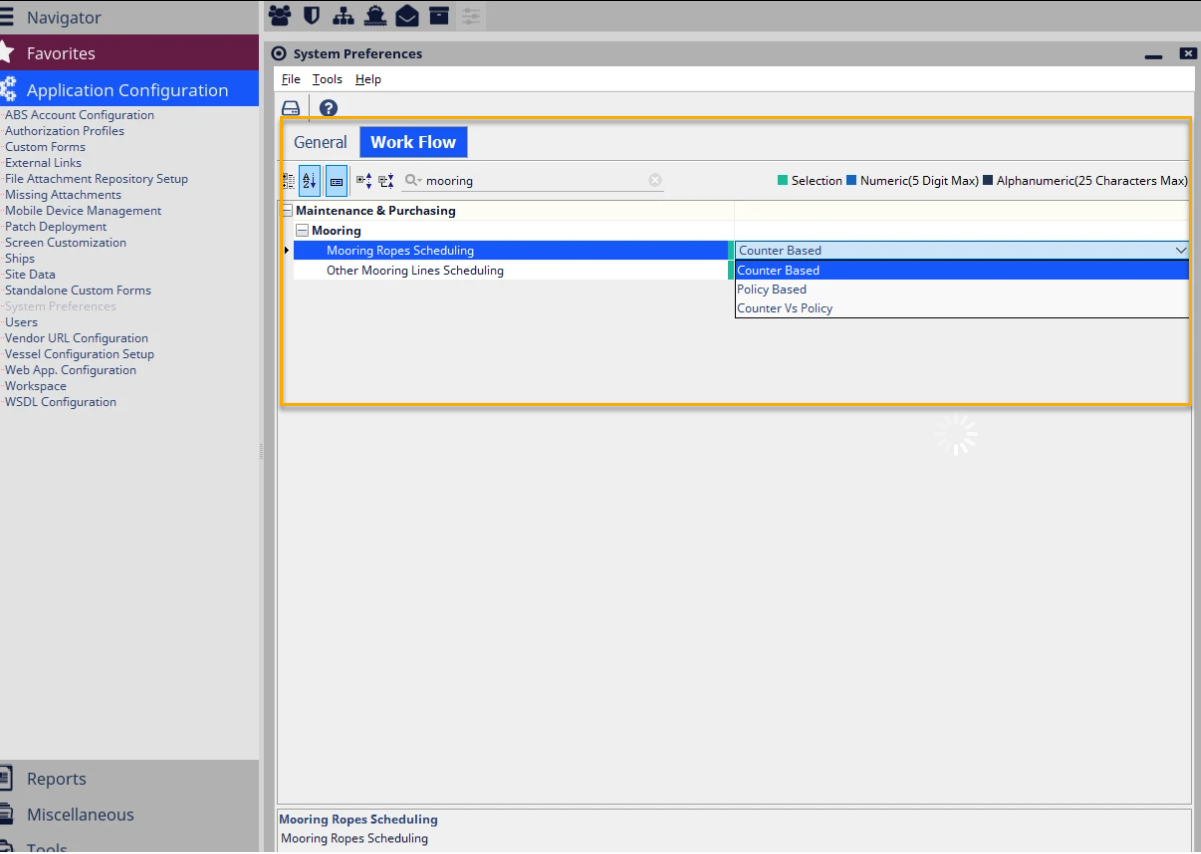 Navigator
Favorites
Application Configuration
ABS Account Configuration
Authorization Profiles
Custom Forms
External Links
File Attachment Repository Setup
Missing Attachments
Mobile Device Management
Patch Deployment
Screen Customization
Ships
Site Data
Standalone Custom Forms
System Preferences
Users
Vendor URL Configuration
Vessel Configuration Setup
Web App. Configuration
Workspace
WSDL Configuration
Reports
Miscellaneous
Tools
System Preferences
File Tools Help
General Work Flow
mooring Selection Numeric(5 Digit Max) Alphanumeric(25 Characters Max)
Maintenance & Purchasing
Mooring
Mooring Ropes Scheduling Counter Based
Other Mooring Lines Scheduling Counter Based
Policy Based
Counter Vs Policy
Mooring Ropes Scheduling
Mooring Ropes Scheduling